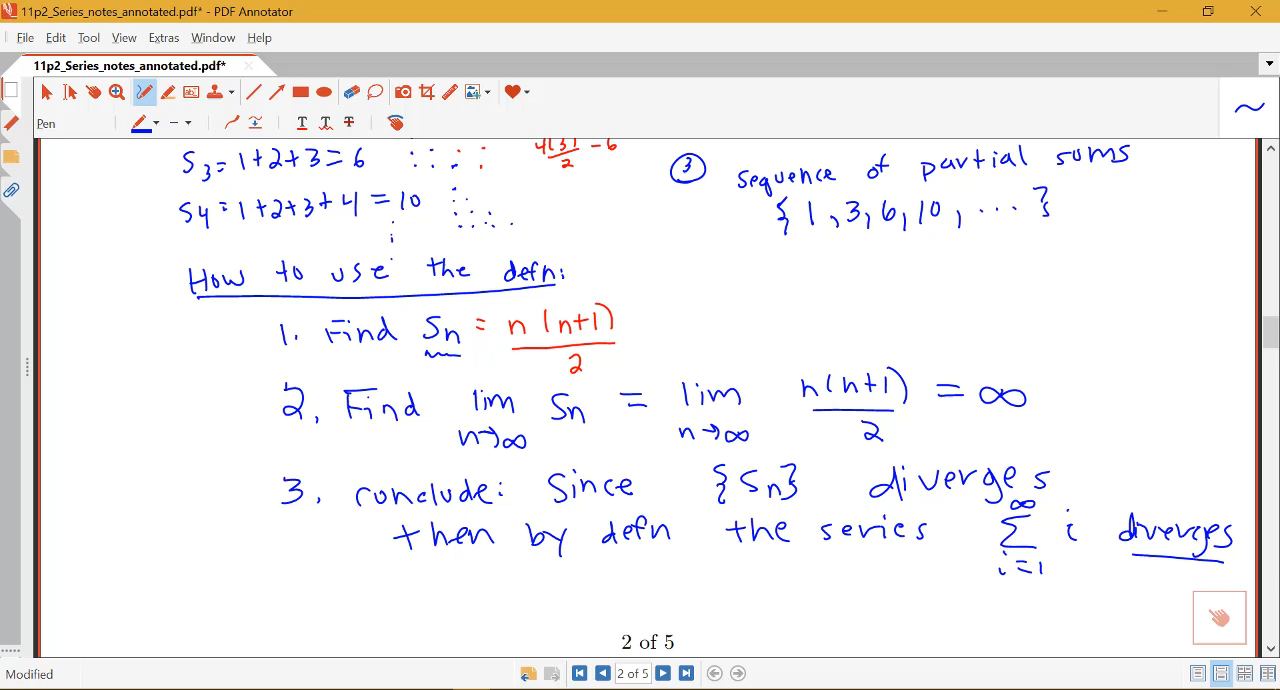 11p2_Series_notes_annotated.pdf* - PDF Annotator
File Edit Tool View Extras Window Help
11p2_Series_notes_annotated.pdf*
Pen
S3 = 1+2+3 = 6
4(3)/2 = 6
③ sequence of partial sums
S4 = 1+2+3+4 = 10
{ 1, 3, 6, 10, ... }
How to use the defn:
1. Find Sn = n(n+1)/2
2. Find lim n→∞ Sn = lim n→∞ n(n+1)/2 = ∞
3. conclude: Since {Sn} diverges
then by defn the series ∞ Σ i=1 i diverges
2 of 5
Modified
2 of 5